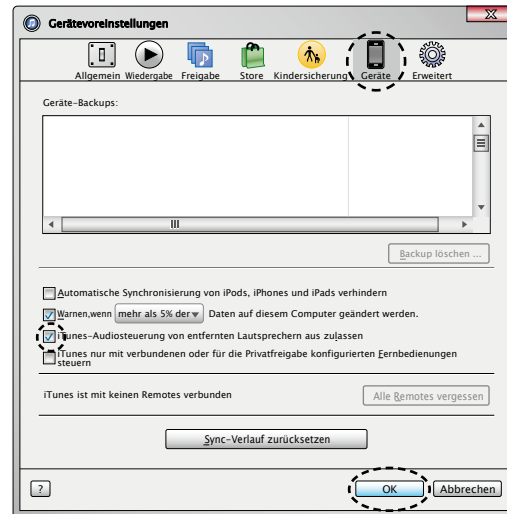 Gerätevoreinstellungen
Allgemein Wiedergabe Freigabe Store Kindersicherung Geräte Erweitert
Geräte-Backups:
Backup löschen ...
Automatische Synchronisierung von iPods, iPhones und iPads verhindern
Warnen,wenn mehr als 5% der Daten auf diesem Computer geändert werden.
iTunes-Audiosteuerung von entfernten Lautsprechern aus zulassen
iTunes nur mit verbundenen oder für die Privatfreigabe konfigurierten Fernbedienungen
steuern
iTunes ist mit keinen Remotes verbunden
Alle Remotes vergessen
Sync-Verlauf zurücksetzen
?
OK
Abbrechen